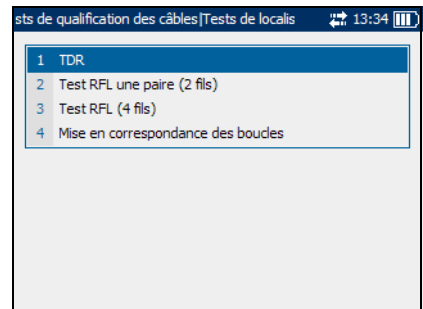 sts de qualification des câbles|Tests de localis 13:34
1 TDR
2 Test RFL une paire (2 fils)
3 Test RFL (4 fils)
4 Mise en correspondance des boucles